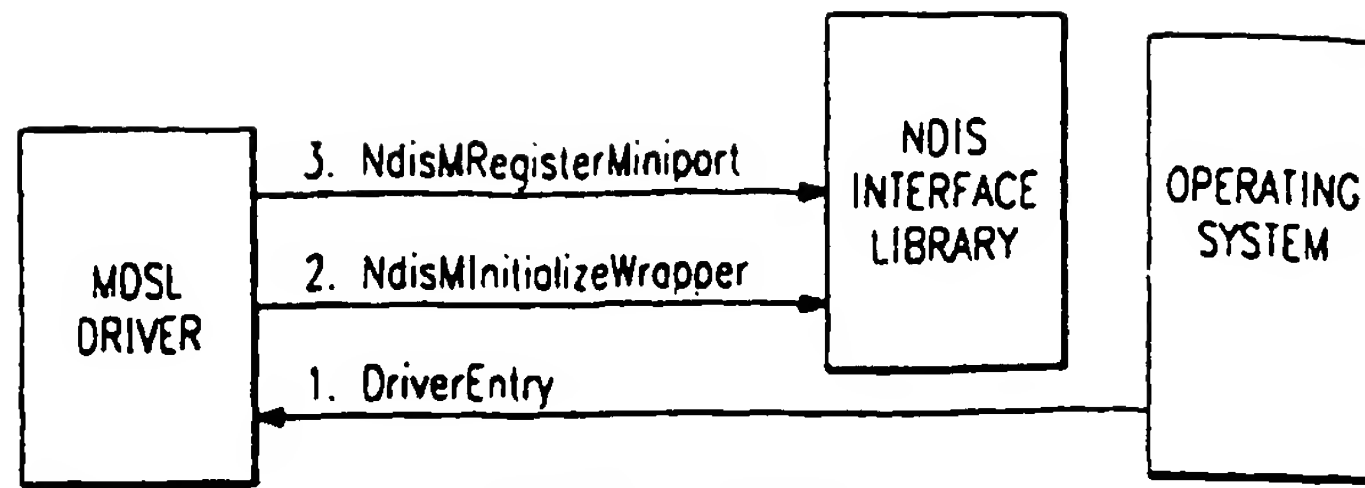 3. NdisMRegisterMiniport
NDIS
INTERFACE
LIBRARY
OPERATING
SYSTEM
2. NdisMInitializeWrapper
MDSL
DRIVER
1. DriverEntry